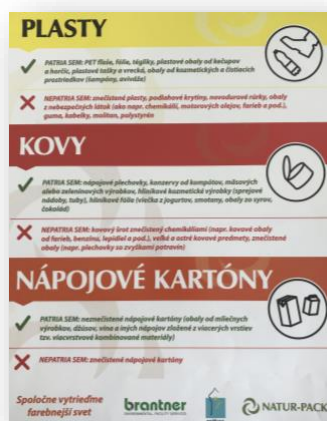 PLASTY
PATRIA SEM: PET fľaše, fólie, tégliky, plastové obaly od kečupov
a horčíc, plastové tašky a vrecká, obaly od kozmetických a čistiacich
prostriedkov (šampóny, aviváže)
NEPATRIA SEM: znečistené plasty, podlahové krytiny, novodurové rúrky, obaly
z nebezpečných látok (ako napr. chemikálií, motorových olejov, farieb a pod.),
guma, kabelky, molitan, polystyrén
KOVY
PATRIA SEM: nápojové plechovky, konzervy od kompótov, mäsových
alebo zeleninových výrobkov, hliníkové kozmetické výrobky (sprejové
nádoby, tuby), hliníkové fólie (viečka z jogurtov, smotany, obaly zo syrov,
čokolád)
NEPATRIA SEM: kovový šrot znečistený chemikáliami (napr. kovové obaly
od farieb, benzínu, lepidiel a pod.), veľké a ostré kovové predmety, znečistené
obaly (napr. plechovky so zvyškami potravín)
NÁPOJOVÉ KARTÓNY
PATRIA SEM: neznečistené nápojové kartóny (obaly od mliečnych
výrobkov, džúsov, vína a iných nápojov zložené z viacerých vrstiev
tzv. viacvrstvové kombinované materiály)
NEPATRIA SEM: znečistené nápojové kartóny
Spoločne vytrieďme
farebnejší svet
brantner
NATUR-PACK